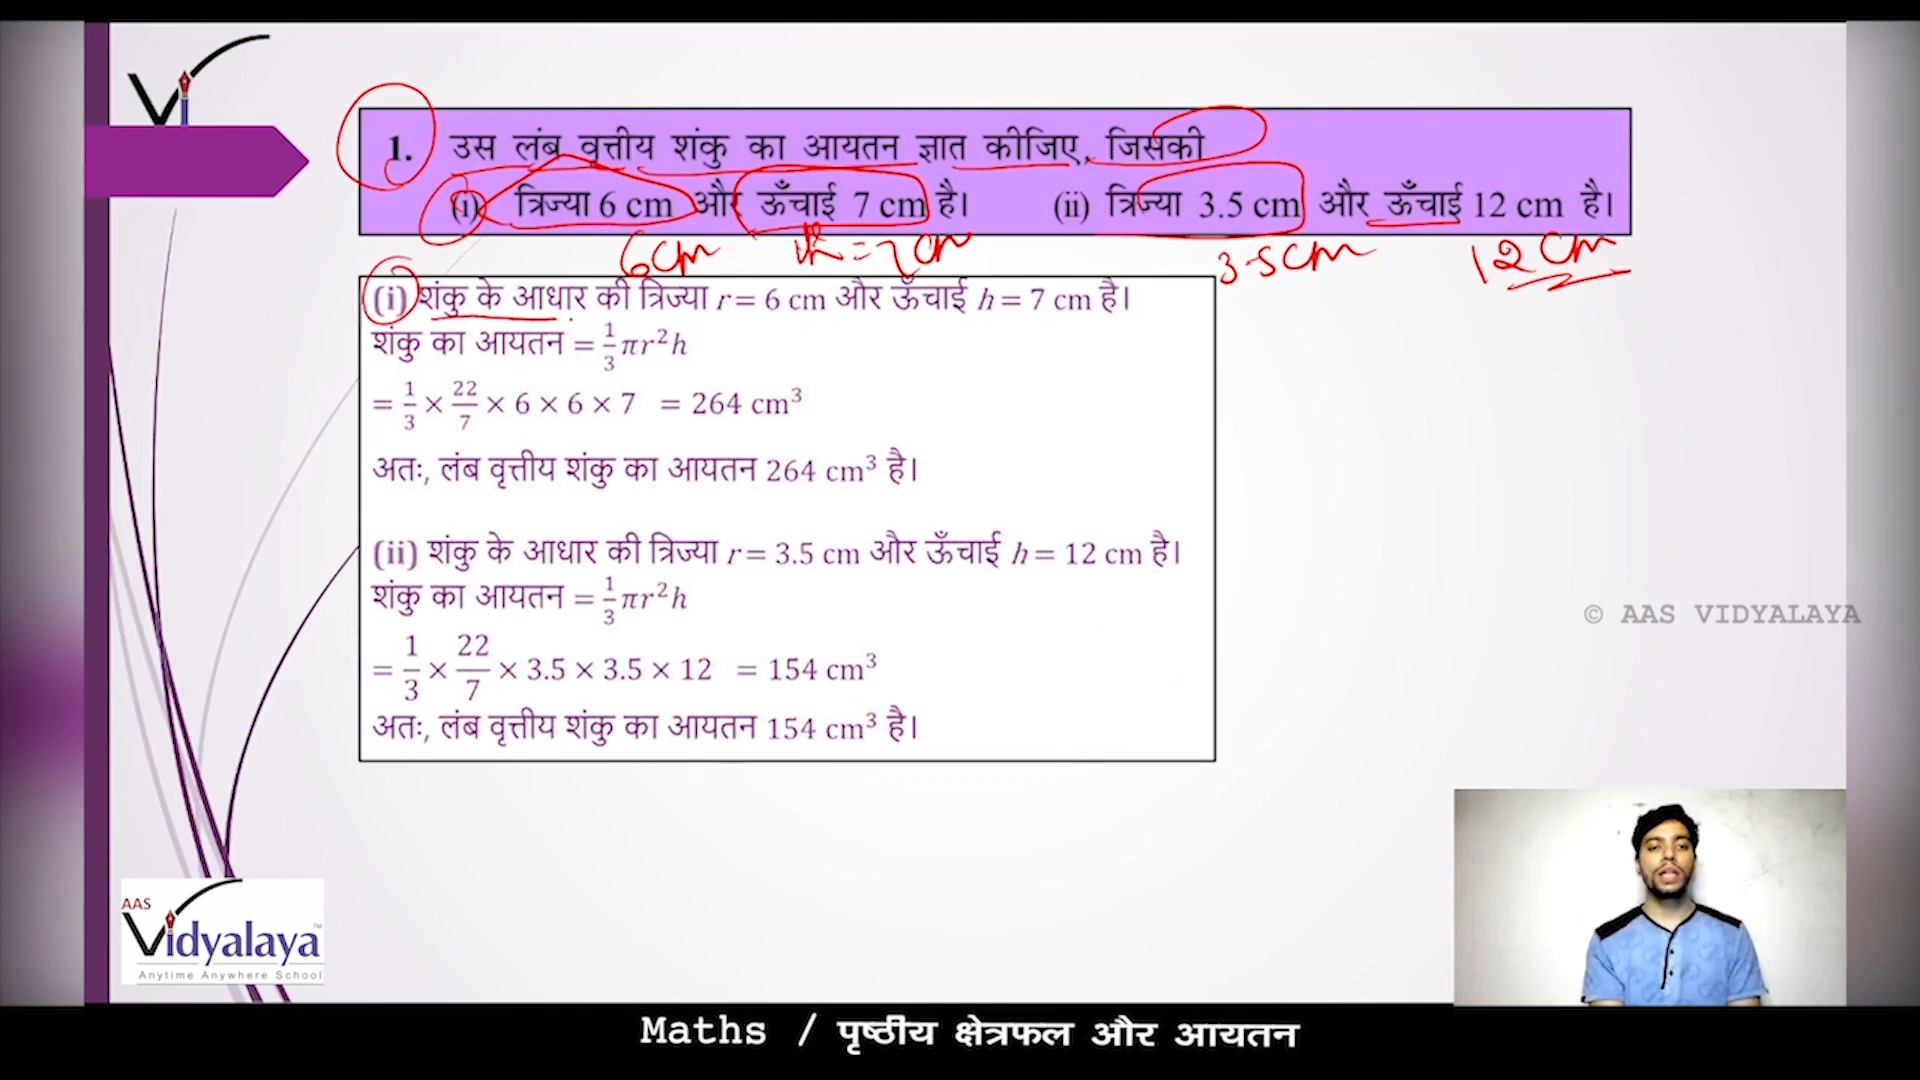 Vi
1. उस लंब वृत्तीय शंकु का आयतन ज्ञात कीजिए, जिसकी
(i) त्रिज्या 6 cm और ऊँचाई 7 cm है। (ii) त्रिज्या 3.5 cm और ऊँचाई 12 cm है।
6cm h=7cm 3.5cm 12cm
(i) शंकु के आधार की त्रिज्या r = 6 cm और ऊँचाई h = 7 cm है।
शंकु का आयतन = 1/3 πr²h
= 1/3 × 22/7 × 6 × 6 × 7 = 264 cm³
अतः, लंब वृत्तीय शंकु का आयतन 264 cm³ है।
(ii) शंकु के आधार की त्रिज्या r = 3.5 cm और ऊँचाई h = 12 cm है।
शंकु का आयतन = 1/3 πr²h
= 1/3 × 22/7 × 3.5 × 3.5 × 12 = 154 cm³
अतः, लंब वृत्तीय शंकु का आयतन 154 cm³ है।
© AAS VIDYALAYA
AAS
Vidyalaya™
Anytime Anywhere School
Maths / पृष्ठीय क्षेत्रफल और आयतन